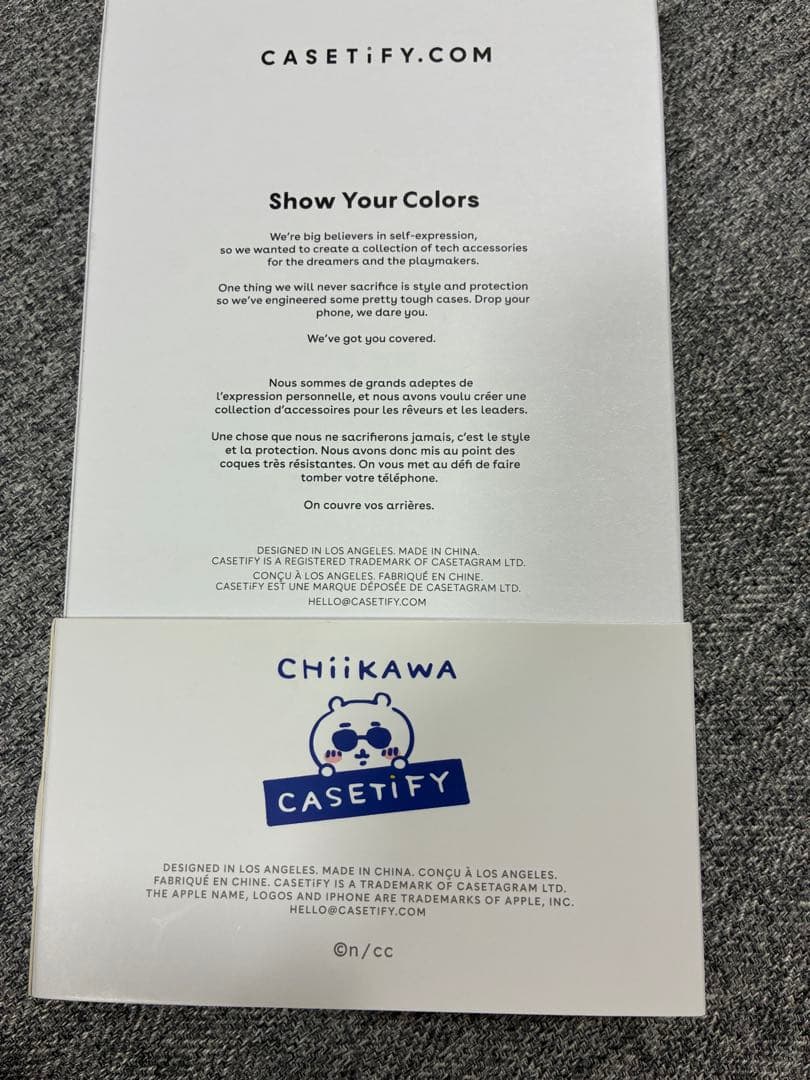 CASETiFY.COM
Show Your Colors
We're big believers in self-expression,
so we wanted to create a collection of tech accessories
for the dreamers and the playmakers.
One thing we will never sacrifice is style and protection
so we've engineered some pretty tough cases. Drop your
phone, we dare you.
We've got you covered.
Nous sommes de grands adeptes de
l'expression personnelle, et nous avons voulu créer une
collection d'accessoires pour les rêveurs et les leaders.
Une chose que nous ne sacrifierons jamais, c'est le style
et la protection. Nous avons donc mis au point des
coques très résistantes. On vous met au défi de faire
tomber votre téléphone.
On couvre vos arrières.
DESIGNED IN LOS ANGELES. MADE IN CHINA.
CASETIFY IS A REGISTERED TRADEMARK OF CASETAGRAM LTD.
CONÇU À LOS ANGELES. FABRIQUÉ EN CHINE.
CASETiFY EST UNE MARQUE DÉPOSÉE DE CASETAGRAM LTD.
HELLO@CASETIFY.COM
CHiiKAWA
CASETiFY
DESIGNED IN LOS ANGELES. MADE IN CHINA. CONÇU À LOS ANGELES.
FABRIQUÉ EN CHINE. CASETiFY IS A TRADEMARK OF CASETAGRAM LTD.
THE APPLE NAME, LOGOS AND IPHONE ARE TRADEMARKS OF APPLE, INC.
HELLO@CASETIFY.COM
©n/cc